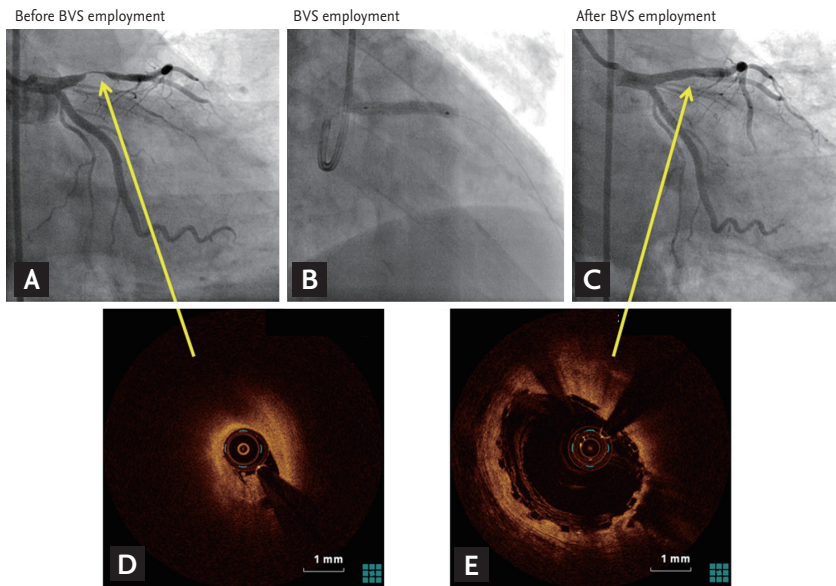 Before BVS employment
BVS employment
After BVS employment
A
B
C
D
1 mm
E
1 mm